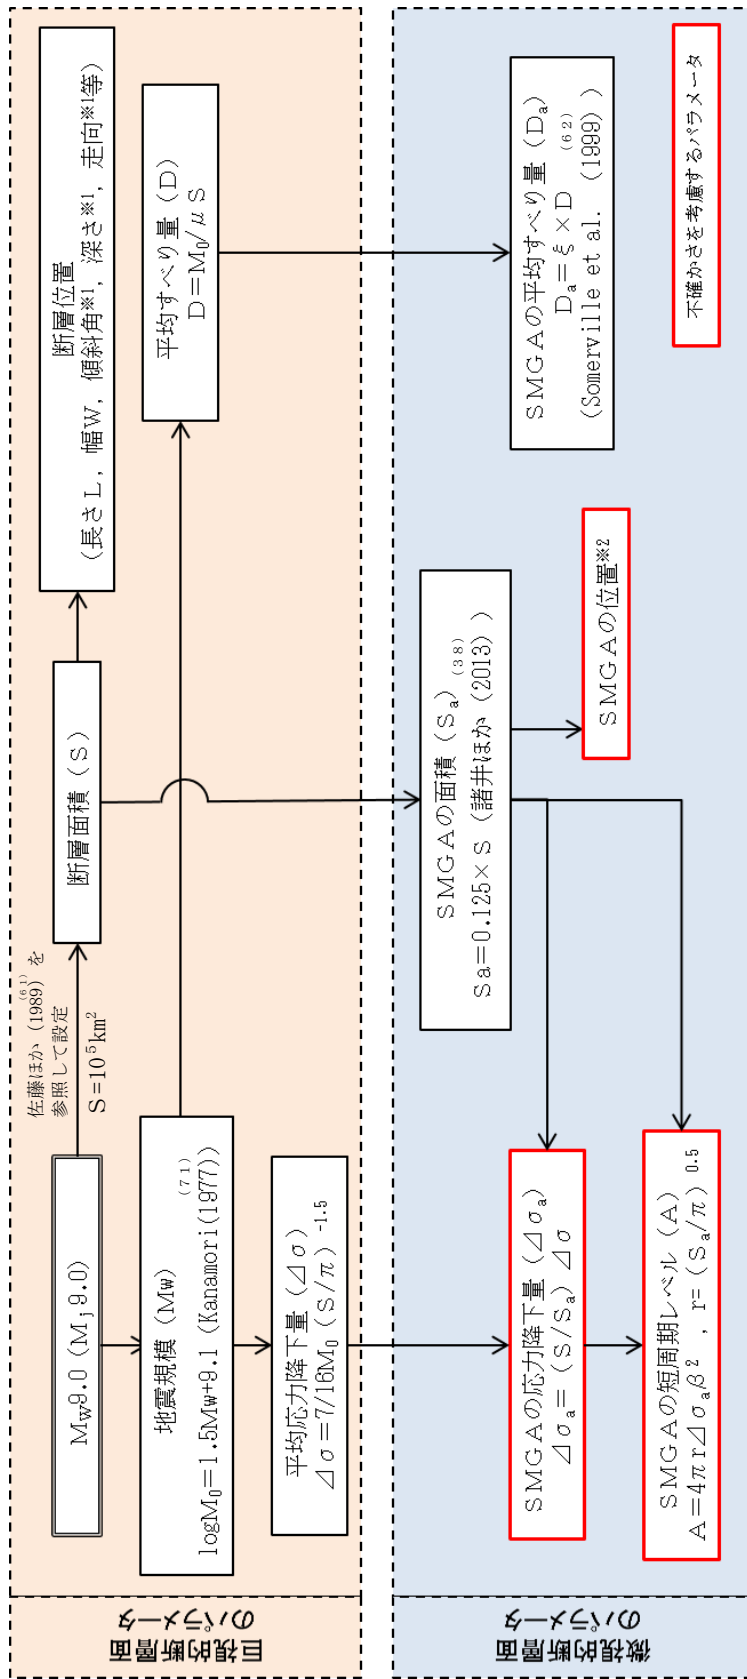 巨視的断層面
のパラメータ
Mw9.0(Mj9.0)
佐藤ほか(1989)(61)を
参照して設定
S=10⁵km²
断層面積(S)
断層位置
(長さL,幅W,傾斜角※1,深さ※1,走向※1等)
地震規模(Mw)
logM₀=1.5Mw+9.1(Kanamori(1977))(71)
平均すべり量(D)
D=M₀/μS
平均応力降下量(⊿σ)
⊿σ=7/16M₀(S/π)⁻¹·⁵
微視的断層面
のパラメータ
SMGAの面積(Sₐ)
Sa=0.125×S(諸井ほか(2013)(38))
SMGAの平均すべり量(Dₐ)
Dₐ=ξ×D
(Somerville et al.(1999)(62))
SMGAの応力降下量(⊿σₐ)
⊿σₐ=(S/Sₐ)⊿σ
SMGAの位置※2
SMGAの短周期レベル(A)
A=4πr⊿σₐβ²,r=(Sₐ/π)⁰·⁵
不確かさを考慮するパラメータ